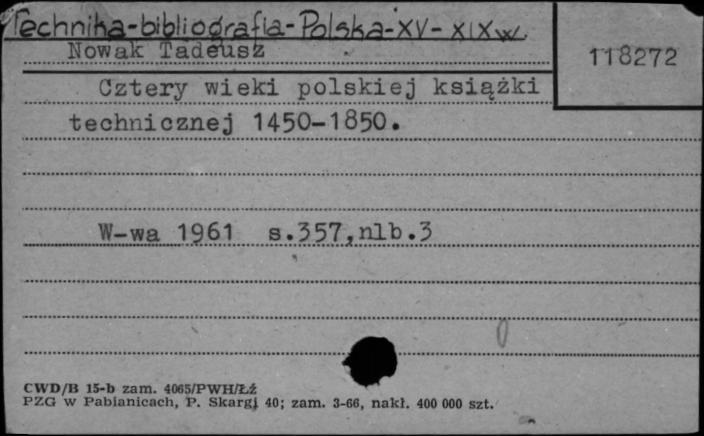 Technika-bibliografia-Polska-XV-XIX w.
Nowak Tadeusz
118272
Cztery wieki polskiej książki
technicznej 1450-1850.
W-wa 1961 s.357,nlb.3
CWD/B 15-b zam. 4065/PWH/Łź
PZG w Pabianicach, P. Skargi 40; zam. 3-66, nakł. 400 000 szt.